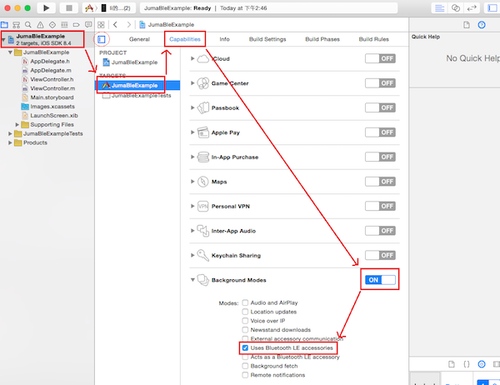 JumaBleExample: Ready | Today at 下午2:46
JumaBleExample
2 targets, iOS SDK 8.4
JumaBleExample
AppDelegate.h
AppDelegate.m
ViewController.h
ViewController.m
Main.storyboard
Images.xcassets
LaunchScreen.xib
Supporting Files
JumaBleExampleTests
Products
JumaBleExample
General
Capabilities
Info
Build Settings
Build Phases
Build Rules
PROJECT
JumaBleExample
TARGETS
JumaBleExample
JumaBleExampleTests
iCloud
OFF
Game Center
OFF
Passbook
OFF
Apple Pay
OFF
In-App Purchase
OFF
Maps
OFF
Personal VPN
OFF
Inter-App Audio
OFF
Keychain Sharing
OFF
Background Modes
ON
Modes:
Audio and AirPlay
Location updates
Voice over IP
Newsstand downloads
External accessory communication
Uses Bluetooth LE accessories
Acts as a Bluetooth LE accessory
Background fetch
Remote notifications
Quick Help
No Quick Help